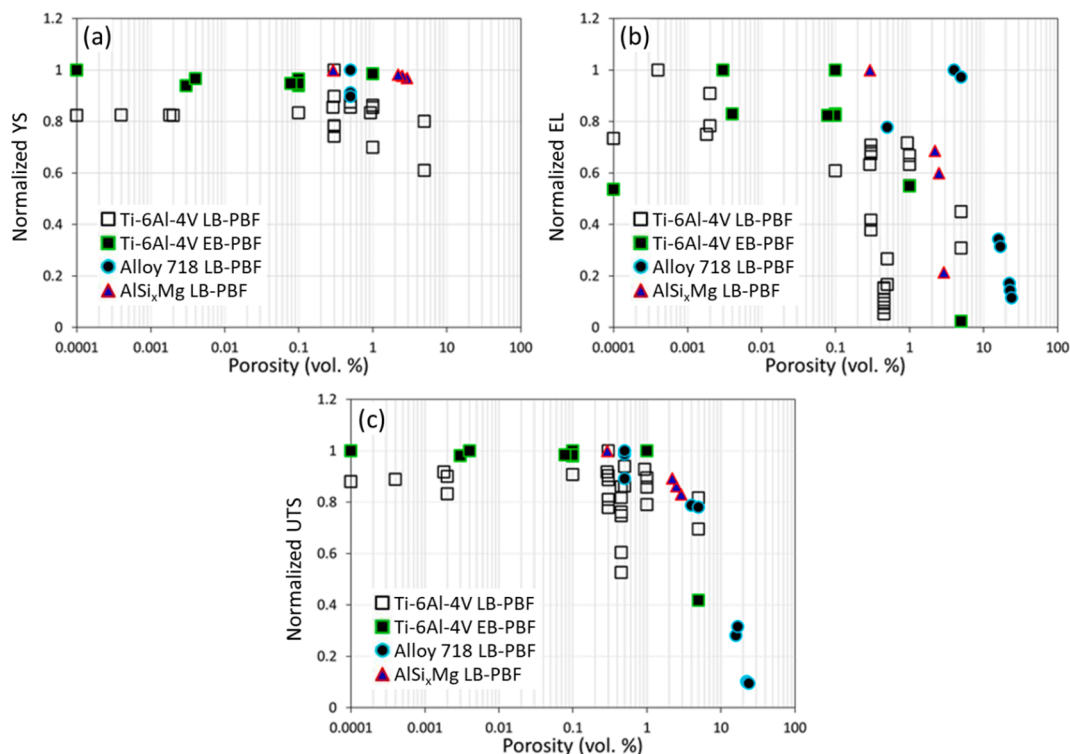 (a)
1.2
1
0.8
0.6
0.4
0.2
0
Normalized YS
Ti-6Al-4V LB-PBF
Ti-6Al-4V EB-PBF
Alloy 718 LB-PBF
AlSixMg LB-PBF
0.0001 0.001 0.01 0.1 1 10 100
Porosity (vol. %)
(b)
1.2
1
0.8
0.6
0.4
0.2
0
Normalized EL
Ti-6Al-4V LB-PBF
Ti-6Al-4V EB-PBF
Alloy 718 LB-PBF
AlSixMg LB-PBF
0.0001 0.001 0.01 0.1 1 10 100
Porosity (vol. %)
(c)
1.2
1
0.8
0.6
0.4
0.2
0
Normalized UTS
Ti-6Al-4V LB-PBF
Ti-6Al-4V EB-PBF
Alloy 718 LB-PBF
AlSixMg LB-PBF
0.0001 0.001 0.01 0.1 1 10 100
Porosity (vol. %)